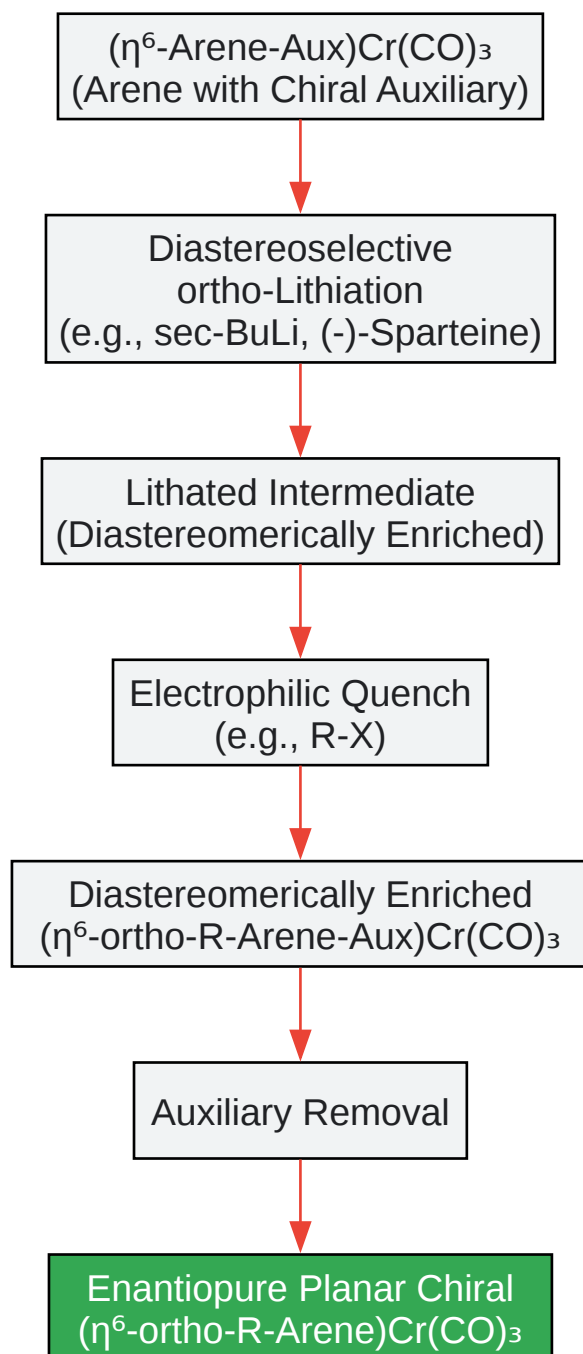 (η⁶-Arene-Aux)Cr(CO)₃
(Arene with Chiral Auxiliary)
Diastereoselective
ortho-Lithiation
(e.g., sec-BuLi, (-)-Sparteine)
Lithated Intermediate
(Diastereomerically Enriched)
Electrophilic Quench
(e.g., R-X)
Diastereomerically Enriched
(η⁶-ortho-R-Arene-Aux)Cr(CO)₃
Auxiliary Removal
Enantiopure Planar Chiral
(η⁶-ortho-R-Arene)Cr(CO)₃